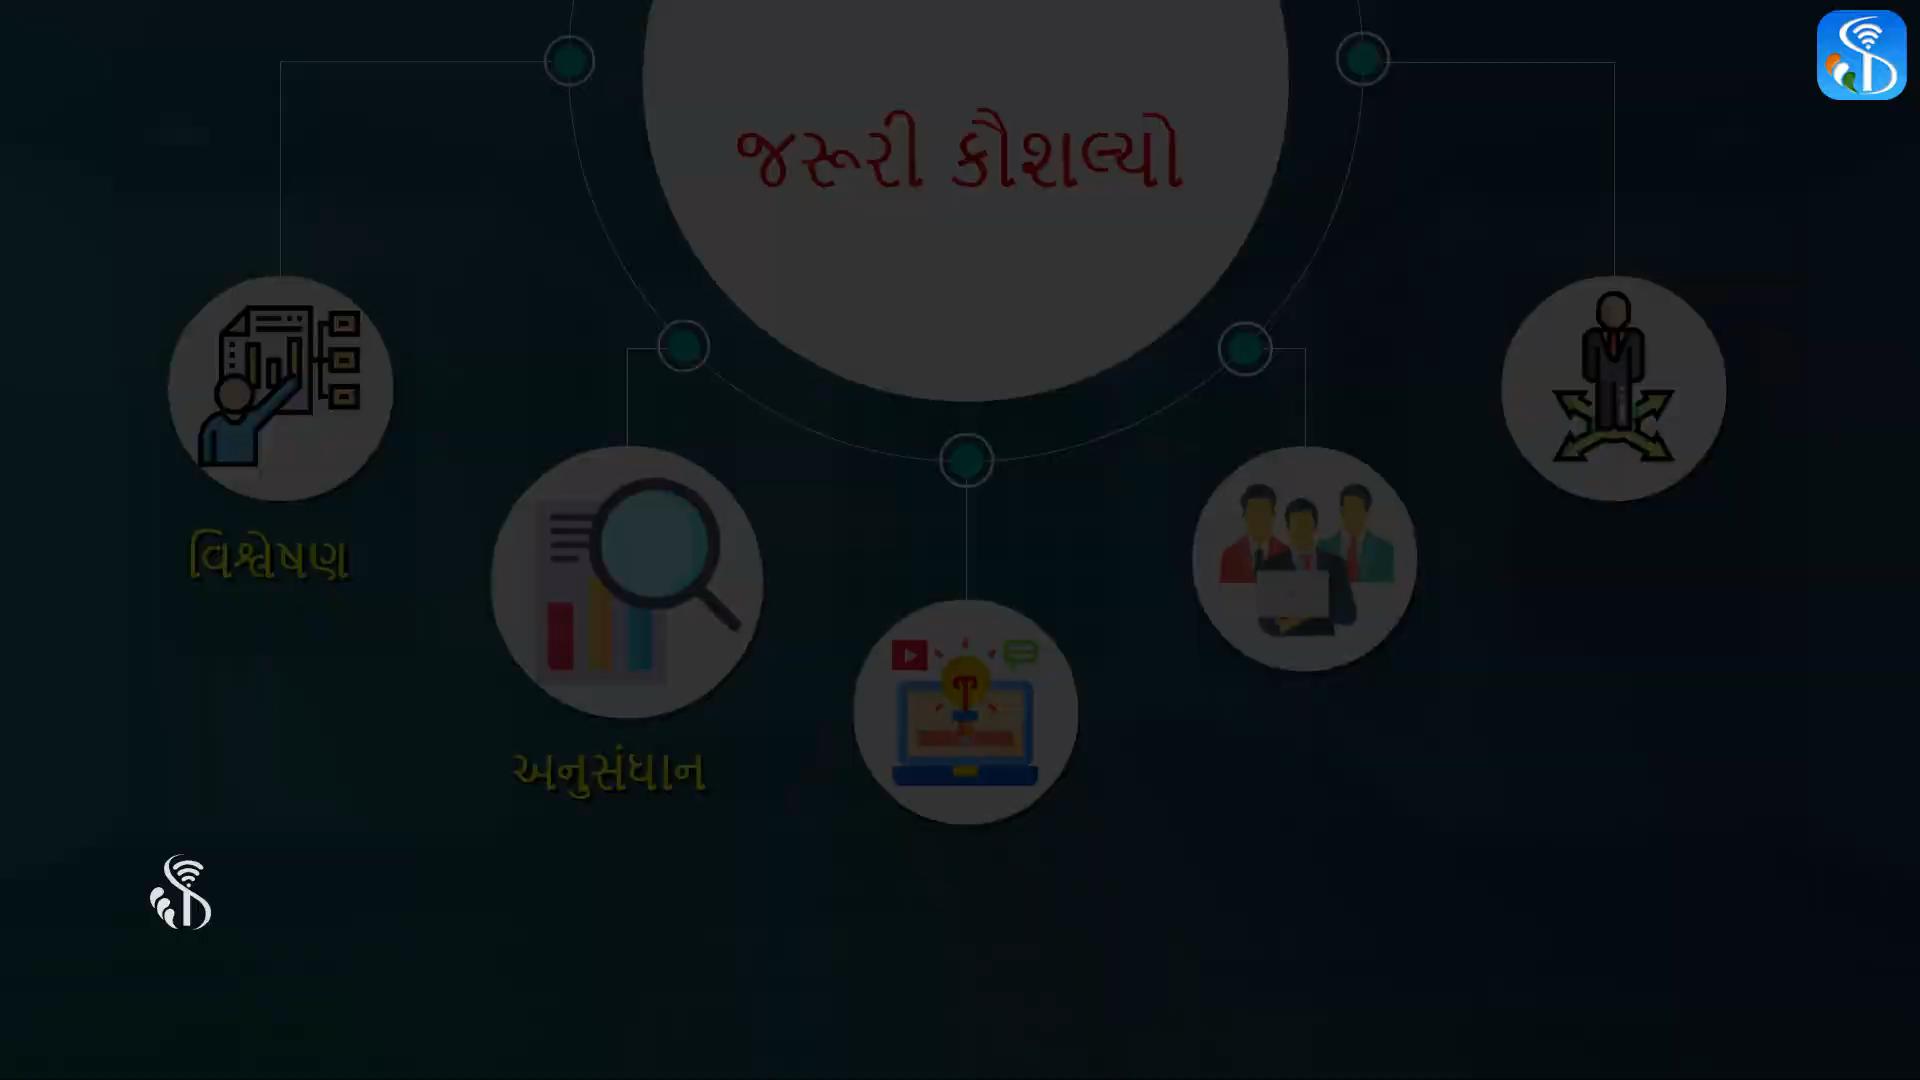 જરૂરી કૌશલ્યો
વિશ્વેષણ
અનુસંધાન